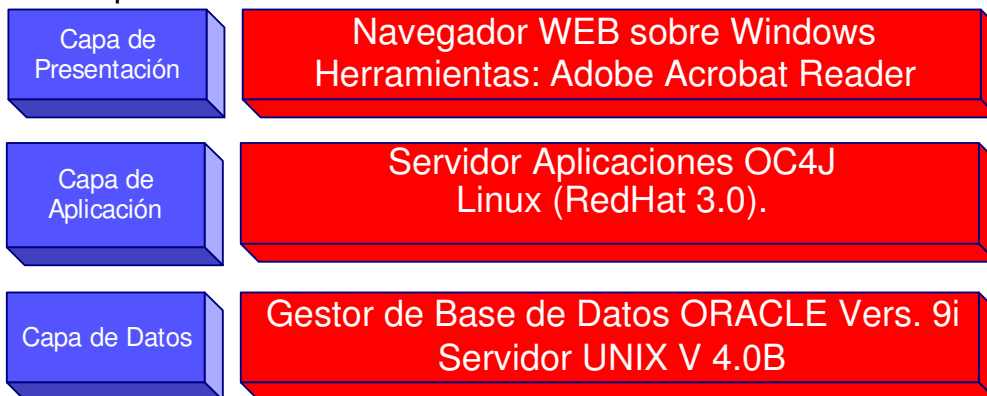 Capa de
Presentación
Navegador WEB sobre Windows
Herramientas: Adobe Acrobat Reader
Capa de
Aplicación
Servidor Aplicaciones OC4J
Linux (RedHat 3.0).
Capa de Datos
Gestor de Base de Datos ORACLE Vers. 9i
Servidor UNIX V 4.0B